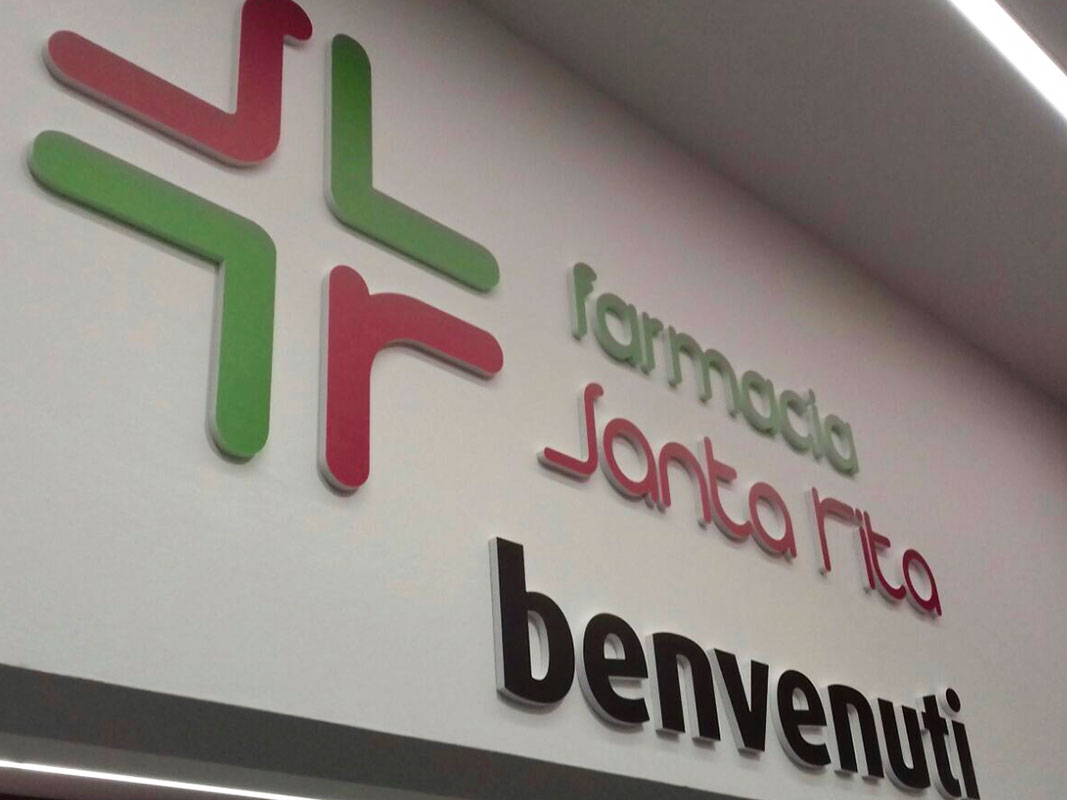 farmacia
santa rita
benvenuti